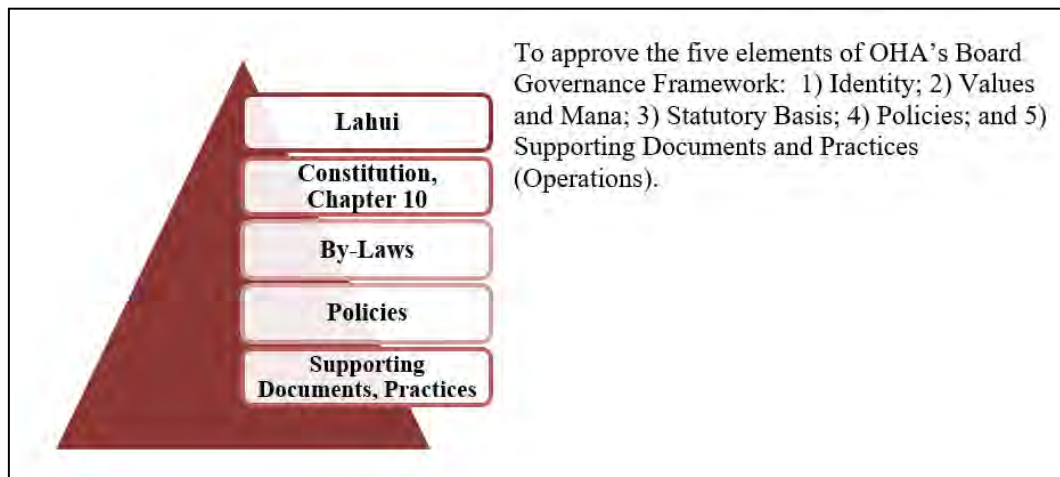 Lahui
Constitution,
Chapter 10
By-Laws
Policies
Supporting
Documents, Practices
To approve the five elements of OHA's Board
Governance Framework:  1) Identity; 2) Values
and Mana; 3) Statutory Basis; 4) Policies; and 5)
Supporting Documents and Practices
(Operations).